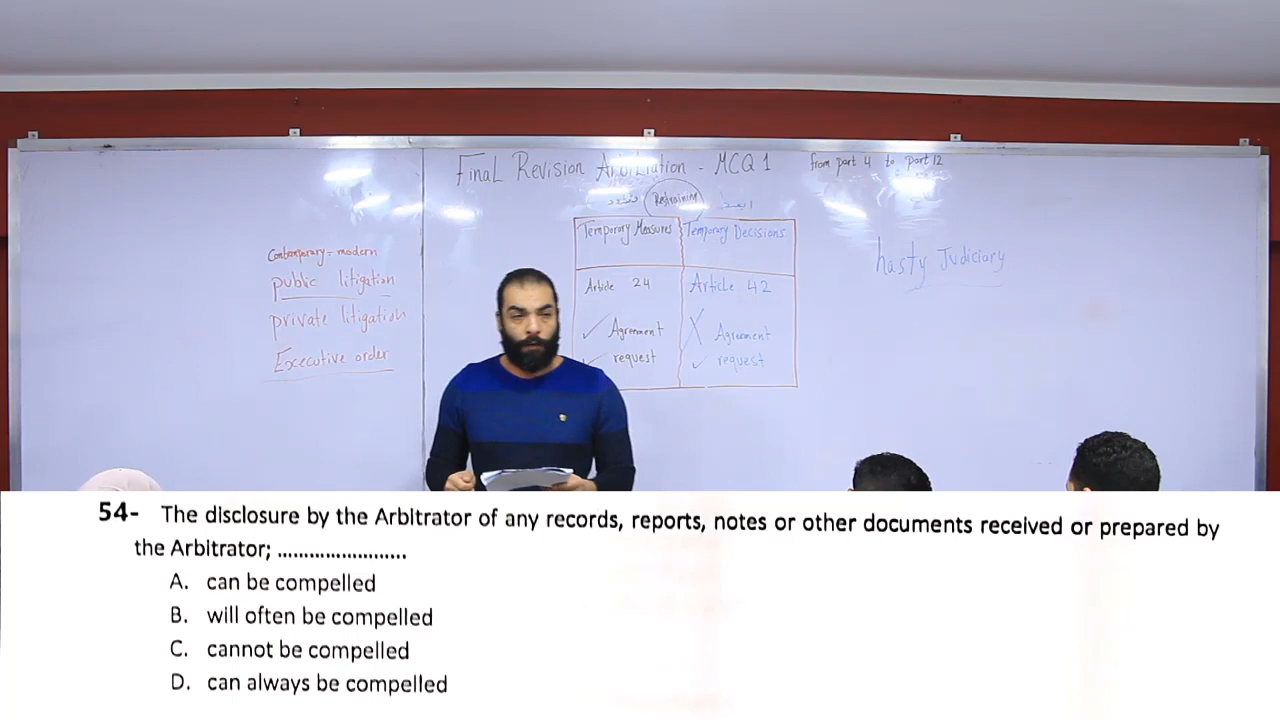 Final Revision Arbitration - MCQ 1 from part 4 to part 12
Restraining
Temporary Measures Temporary Decisions
Article 24 Article 42
✓ Agreement X Agreement
✓ request ✓ request
Contemporary = modern
public litigation
private litigation
Excecutive order
hasty Judiciary
54- The disclosure by the Arbitrator of any records, reports, notes or other documents received or prepared by
the Arbitrator; ........................
A. can be compelled
B. will often be compelled
C. cannot be compelled
D. can always be compelled